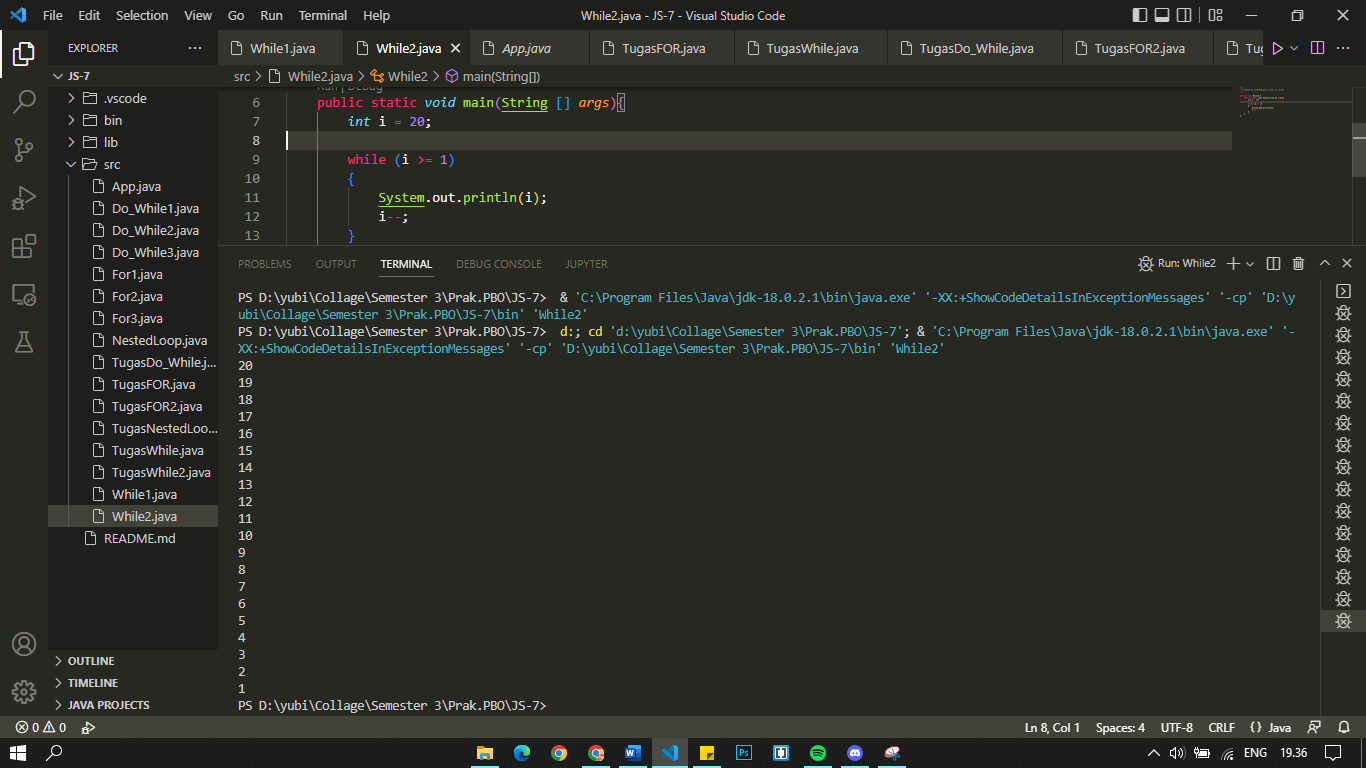 File Edit Selection View Go Run Terminal Help
While2.java - JS-7 - Visual Studio Code
EXPLORER
While1.java While2.java App.java TugasFOR.java TugasWhile.java TugasDo_While.java TugasFOR2.java
JS-7
src > While2.java > While2 > main(String[])
.vscode
bin
lib
src
App.java
Do_While1.java
Do_While2.java
Do_While3.java
For1.java
For2.java
For3.java
NestedLoop.java
TugasDo_While.j...
TugasFOR.java
TugasFOR2.java
TugasNestedLoo...
TugasWhile.java
TugasWhile2.java
While1.java
While2.java
README.md
OUTLINE
TIMELINE
JAVA PROJECTS
Run | Debug
6 public static void main(String [] args){
7 int i = 20;
8
9 while (i >= 1)
10 {
11 System.out.println(i);
12 i--;
13 }
PROBLEMS OUTPUT TERMINAL DEBUG CONSOLE JUPYTER
Run: While2
PS D:\yubi\Collage\Semester 3\Prak.PBO\JS-7> & 'C:\Program Files\Java\jdk-18.0.2.1\bin\java.exe' '-XX:+ShowCodeDetailsInExceptionMessages' '-cp' 'D:\y
ubi\Collage\Semester 3\Prak.PBO\JS-7\bin' 'While2'
PS D:\yubi\Collage\Semester 3\Prak.PBO\JS-7> d:; cd 'd:\yubi\Collage\Semester 3\Prak.PBO\JS-7'; & 'C:\Program Files\Java\jdk-18.0.2.1\bin\java.exe' '-
XX:+ShowCodeDetailsInExceptionMessages' '-cp' 'D:\yubi\Collage\Semester 3\Prak.PBO\JS-7\bin' 'While2'
20
19
18
17
16
15
14
13
12
11
10
9
8
7
6
5
4
3
2
1
PS D:\yubi\Collage\Semester 3\Prak.PBO\JS-7>
0 0
Ln 8, Col 1 Spaces: 4 UTF-8 CRLF {} Java
ENG 19.36